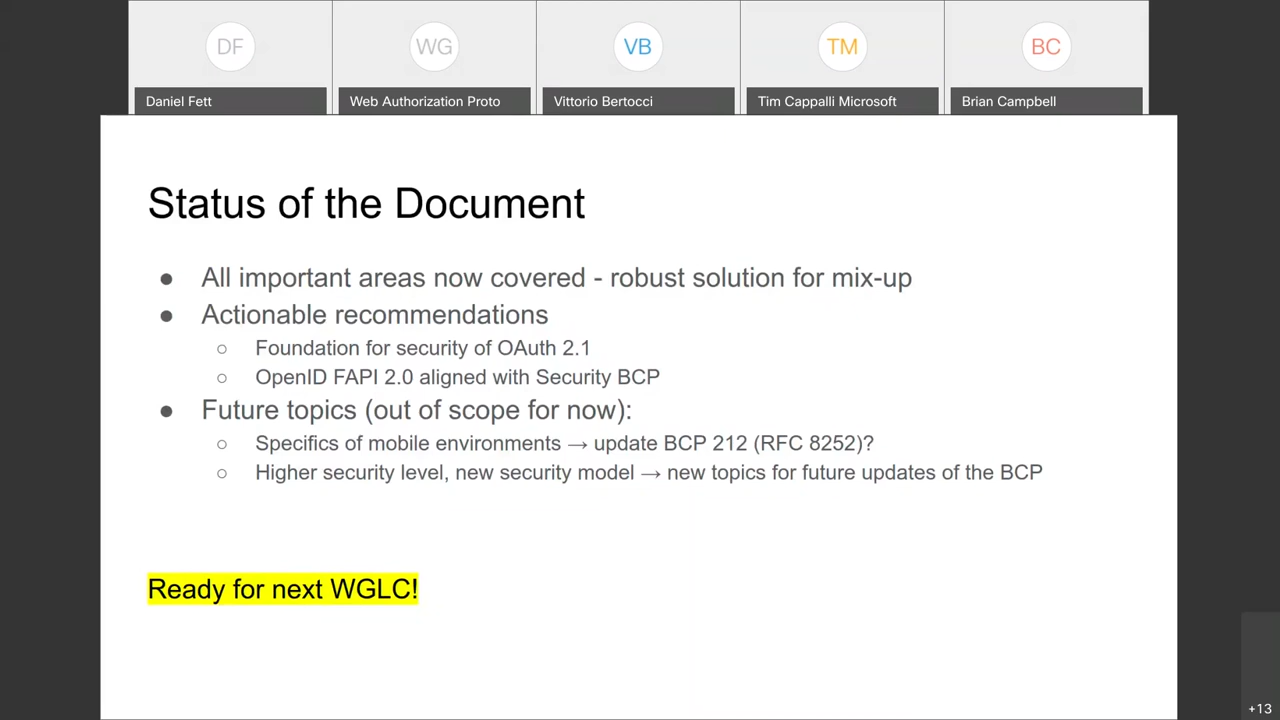 DF
WG
VB
TM
BC
Daniel Fett
Web Authorization Proto
Vittorio Bertocci
Tim Cappalli Microsoft
Brian Campbell
Status of the Document
● All important areas now covered - robust solution for mix-up
● Actionable recommendations
○ Foundation for security of OAuth 2.1
○ OpenID FAPI 2.0 aligned with Security BCP
● Future topics (out of scope for now):
○ Specifics of mobile environments → update BCP 212 (RFC 8252)?
○ Higher security level, new security model → new topics for future updates of the BCP
Ready for next WGLC!
+13